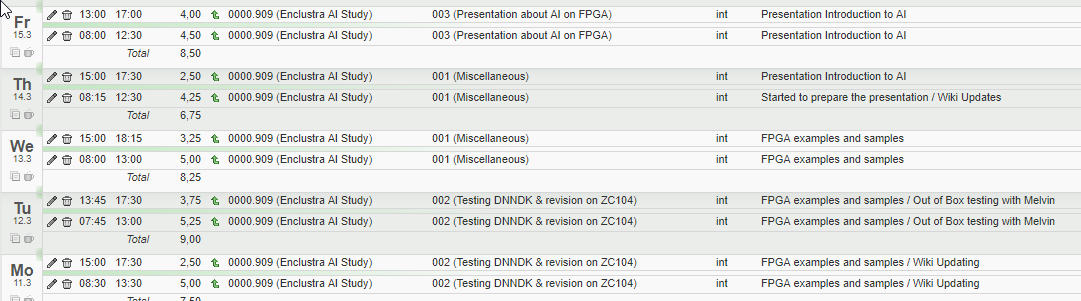 Fr 15.3
13:00 17:00 4,00 0000.909 (Enclustra AI Study) 003 (Presentation about AI on FPGA) int Presentation Introduction to AI
08:00 12:30 4,50 0000.909 (Enclustra AI Study) 003 (Presentation about AI on FPGA) int Presentation Introduction to AI
Total 8,50
Th 14.3
15:00 17:30 2,50 0000.909 (Enclustra AI Study) 001 (Miscellaneous) int Presentation Introduction to AI
08:15 12:30 4,25 0000.909 (Enclustra AI Study) 001 (Miscellaneous) int Started to prepare the presentation / Wiki Updates
Total 6,75
We 13.3
15:00 18:15 3,25 0000.909 (Enclustra AI Study) 001 (Miscellaneous) int FPGA examples and samples
08:00 13:00 5,00 0000.909 (Enclustra AI Study) 001 (Miscellaneous) int FPGA examples and samples
Total 8,25
Tu 12.3
13:45 17:30 3,75 0000.909 (Enclustra AI Study) 002 (Testing DNNDK & revision on ZC104) int FPGA examples and samples / Out of Box testing with Melvin
07:45 13:00 5,25 0000.909 (Enclustra AI Study) 002 (Testing DNNDK & revision on ZC104) int FPGA examples and samples / Out of Box testing with Melvin
Total 9,00
Mo 11.3
15:00 17:30 2,50 0000.909 (Enclustra AI Study) 002 (Testing DNNDK & revision on ZC104) int FPGA examples and samples / Wiki Updating
08:30 13:30 5,00 0000.909 (Enclustra AI Study) 002 (Testing DNNDK & revision on ZC104) int FPGA examples and samples / Wiki Updating
Total 7,50